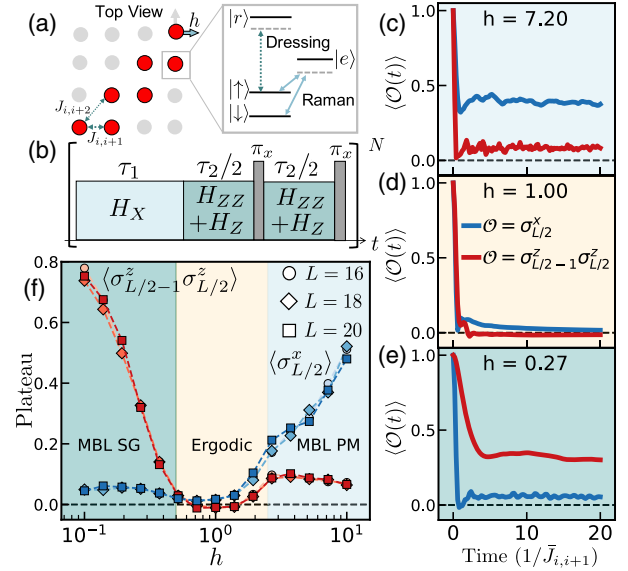 (a) Top View
h
|r⟩
Dressing
|e⟩
|↑⟩
|↓⟩
Raman
J_{i,i+2}
J_{i,i+1}
(b)
τ_1 τ_2/2 π_x τ_2/2 π_x N
H_X H_{ZZ} +H_Z H_{ZZ} +H_Z
t
(f)
⟨σ^z_{L/2−1}σ^z_{L/2}⟩
L = 16
L = 18
L = 20
⟨σ^x_{L/2}⟩
MBL SG Ergodic MBL PM
Plateau
0.8
0.6
0.4
0.2
0.0
10^{−1} 10^0 10^1
h
(c) h = 7.20
⟨O(t)⟩
1.0
0.5
0.0
(d) h = 1.00
⟨O(t)⟩
1.0
0.5
0.0
O = σ^x_{L/2}
O = σ^z_{L/2−1}σ^z_{L/2}
(e) h = 0.27
⟨O(t)⟩
1.0
0.5
0.0
0 10 20
Time (1/J̄_{i,i+1})